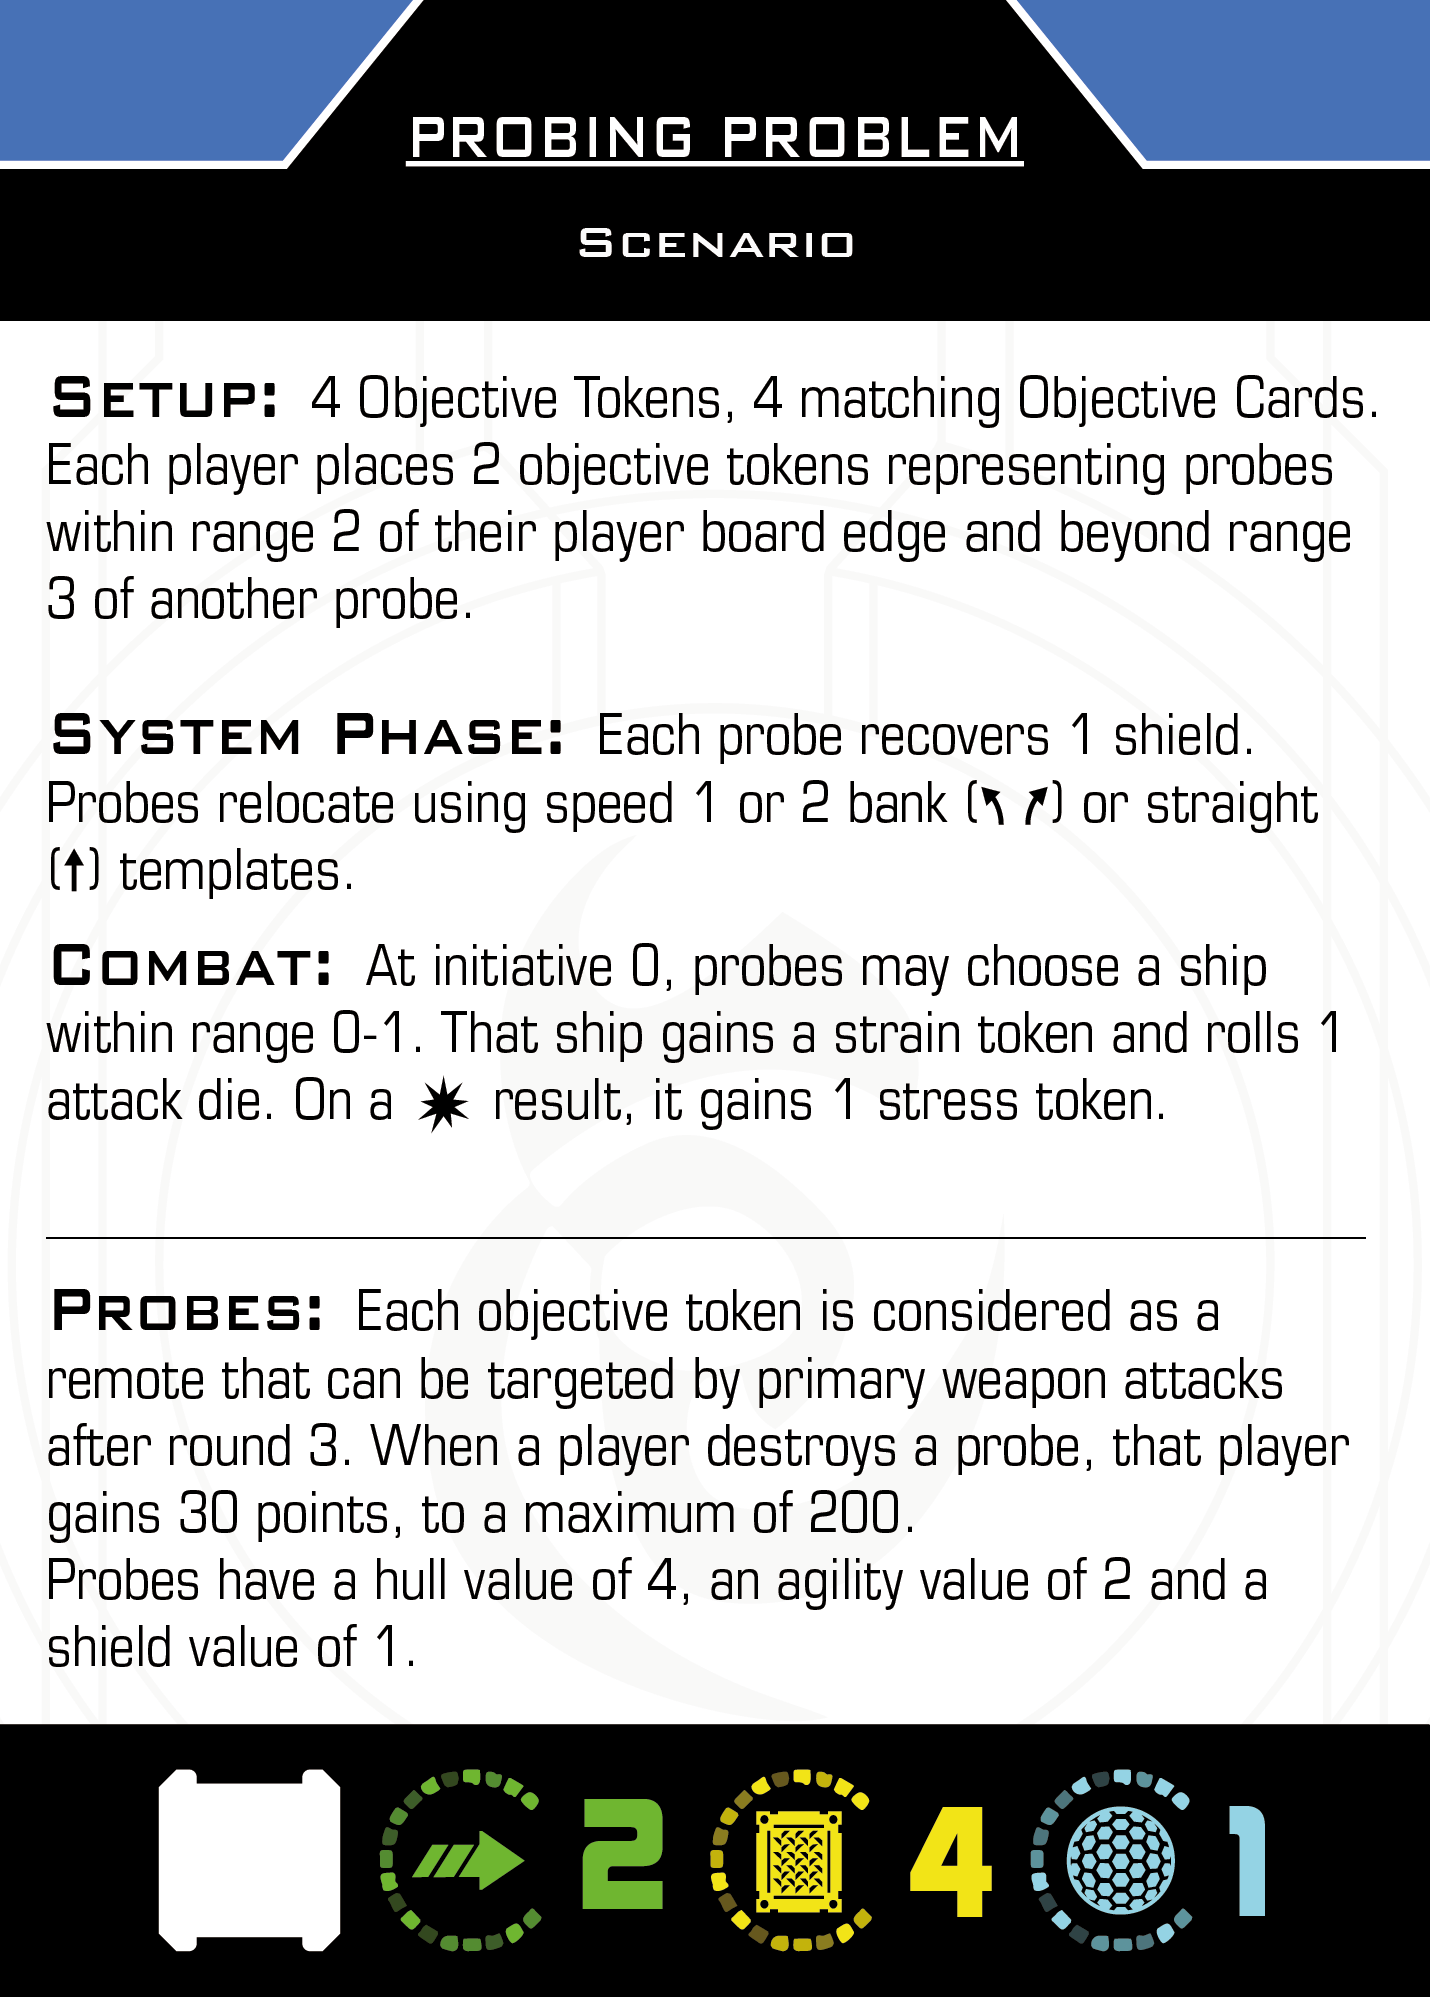 PROBING PROBLEM
SCENARIO
SETUP: 4 Objective Tokens, 4 matching Objective Cards.
Each player places 2 objective tokens representing probes
within range 2 of their player board edge and beyond range
3 of another probe.
SYSTEM PHASE: Each probe recovers 1 shield.
Probes relocate using speed 1 or 2 bank (↖ ↗) or straight
(↑) templates.
COMBAT: At initiative 0, probes may choose a ship
within range 0-1. That ship gains a strain token and rolls 1
attack die. On a result, it gains 1 stress token.
PROBES: Each objective token is considered as a
remote that can be targeted by primary weapon attacks
after round 3. When a player destroys a probe, that player
gains 30 points, to a maximum of 200.
Probes have a hull value of 4, an agility value of 2 and a
shield value of 1.
2 4 1